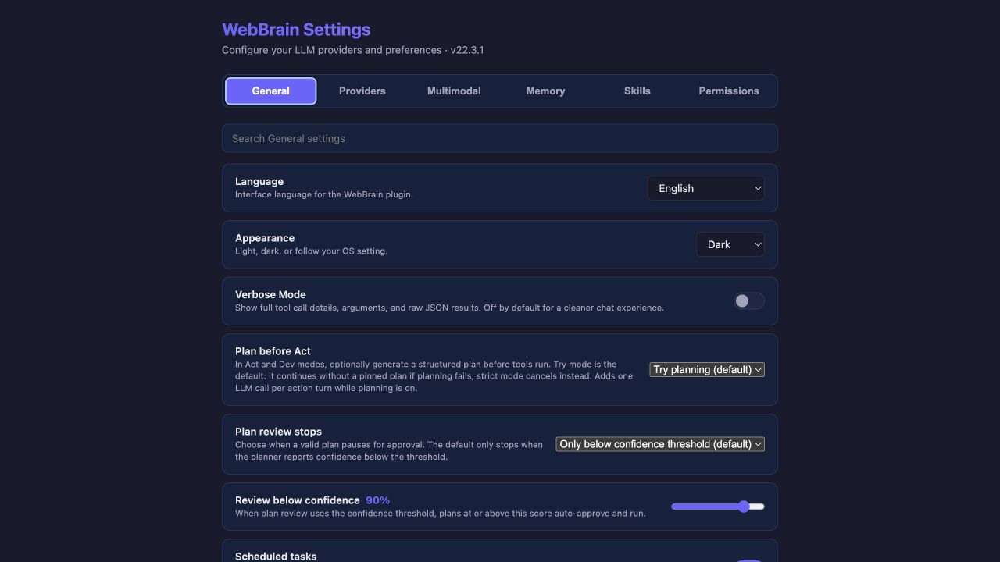 WebBrain Settings
Configure your LLM providers and preferences · v22.3.1
General
Providers
Multimodal
Memory
Skills
Permissions
Search General settings
Language
Interface language for the WebBrain plugin.
English
Appearance
Light, dark, or follow your OS setting.
Dark
Verbose Mode
Show full tool call details, arguments, and raw JSON results. Off by default for a cleaner chat experience.
Plan before Act
In Act and Dev modes, optionally generate a structured plan before tools run. Try mode is the
default: it continues without a pinned plan if planning fails; strict mode cancels instead. Adds one
LLM call per action turn while planning is on.
Try planning (default)
Plan review stops
Choose when a valid plan pauses for approval. The default only stops when
the planner reports confidence below the threshold.
Only below confidence threshold (default)
Review below confidence 90%
When plan review uses the confidence threshold, plans at or above this score auto-approve and run.
Scheduled tasks